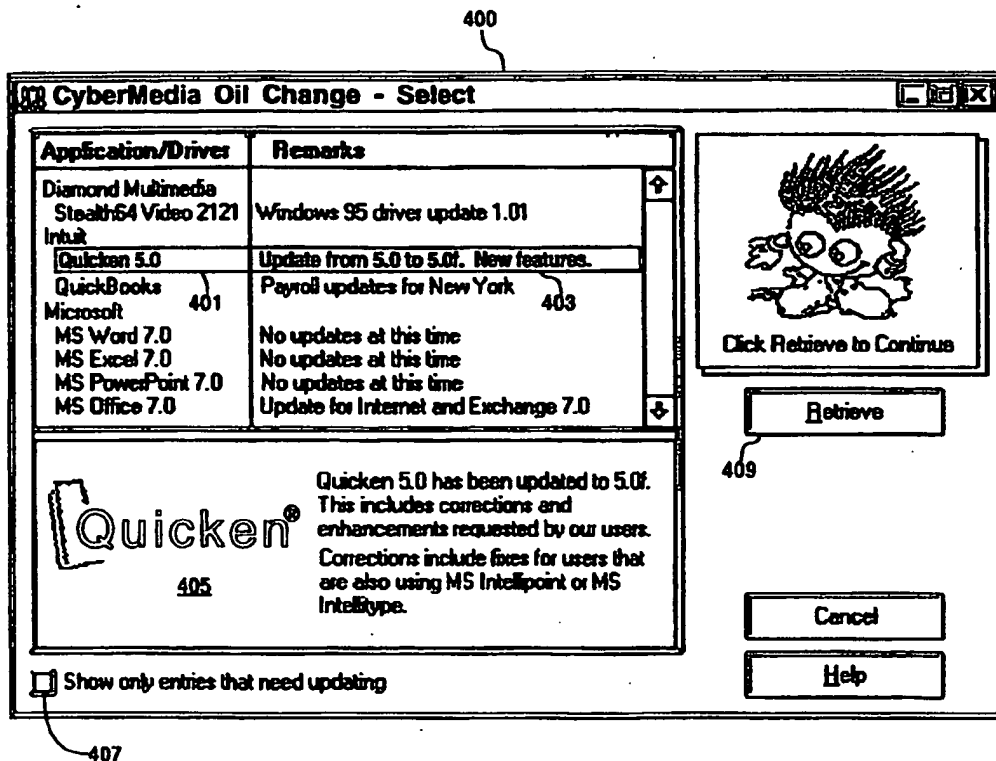 400
CyberMedia Oil Change - Select
Application/Driver Remarks
Diamond Multimedia
Stealth64 Video 2121 Windows 95 driver update 1.01
Intuit
Quicken 5.0 Update from 5.0 to 5.0f. New features.
QuickBooks Payroll updates for New York
401 403
Microsoft
MS Word 7.0 No updates at this time
MS Excel 7.0 No updates at this time
MS PowerPoint 7.0 No updates at this time
MS Office 7.0 Update for Internet and Exchange 7.0
Click Retrieve to Continue
Retrieve
409
Quicken®
405
Quicken 5.0 has been updated to 5.0f.
This includes corrections and
enhancements requested by our users.
Corrections include fixes for users that
are also using MS Intellipoint or MS
Intellitype.
Cancel
Help
Show only entries that need updating
407